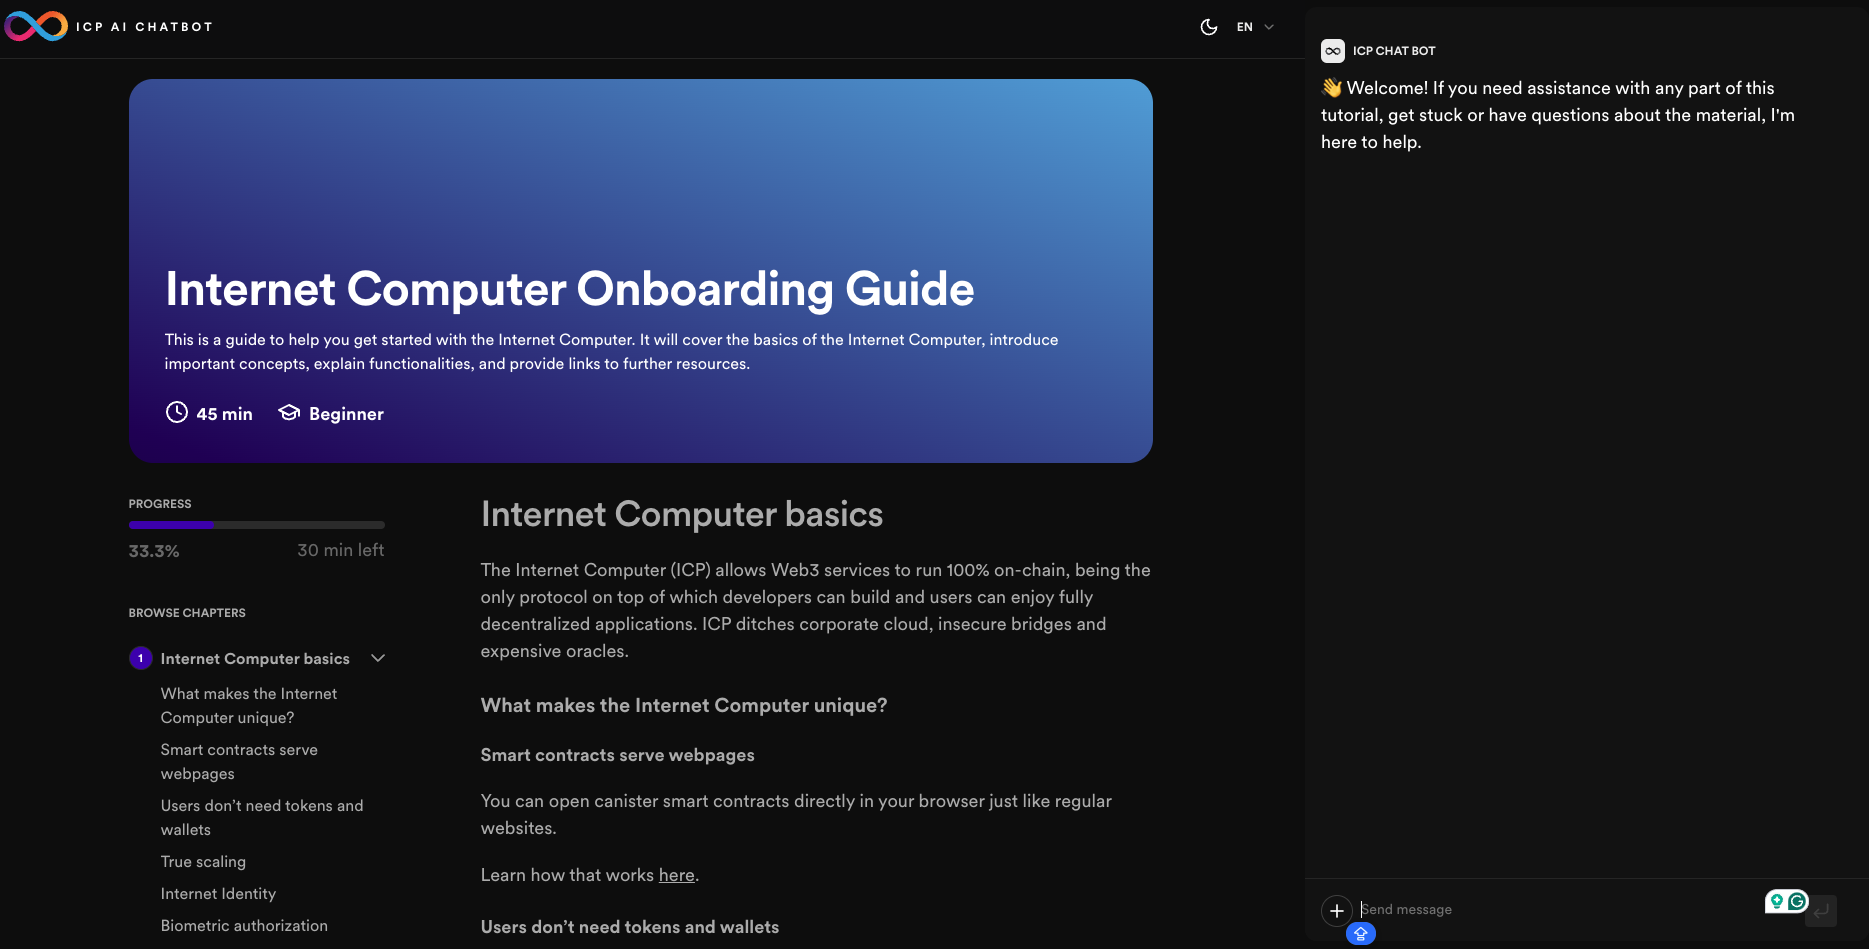 ICP AI CHATBOT
EN
Internet Computer Onboarding Guide
This is a guide to help you get started with the Internet Computer. It will cover the basics of the Internet Computer, introduce
important concepts, explain functionalities, and provide links to further resources.
45 min
Beginner
PROGRESS
33.3%
30 min left
BROWSE CHAPTERS
1
Internet Computer basics
What makes the Internet
Computer unique?
Smart contracts serve
webpages
Users don’t need tokens and
wallets
True scaling
Internet Identity
Biometric authorization
Internet Computer basics
The Internet Computer (ICP) allows Web3 services to run 100% on-chain, being the
only protocol on top of which developers can build and users can enjoy fully
decentralized applications. ICP ditches corporate cloud, insecure bridges and
expensive oracles.
What makes the Internet Computer unique?
Smart contracts serve webpages
You can open canister smart contracts directly in your browser just like regular
websites.
Learn how that works here.
Users don’t need tokens and wallets
ICP CHAT BOT
👋 Welcome! If you need assistance with any part of this
tutorial, get stuck or have questions about the material, I'm
here to help.
Send message